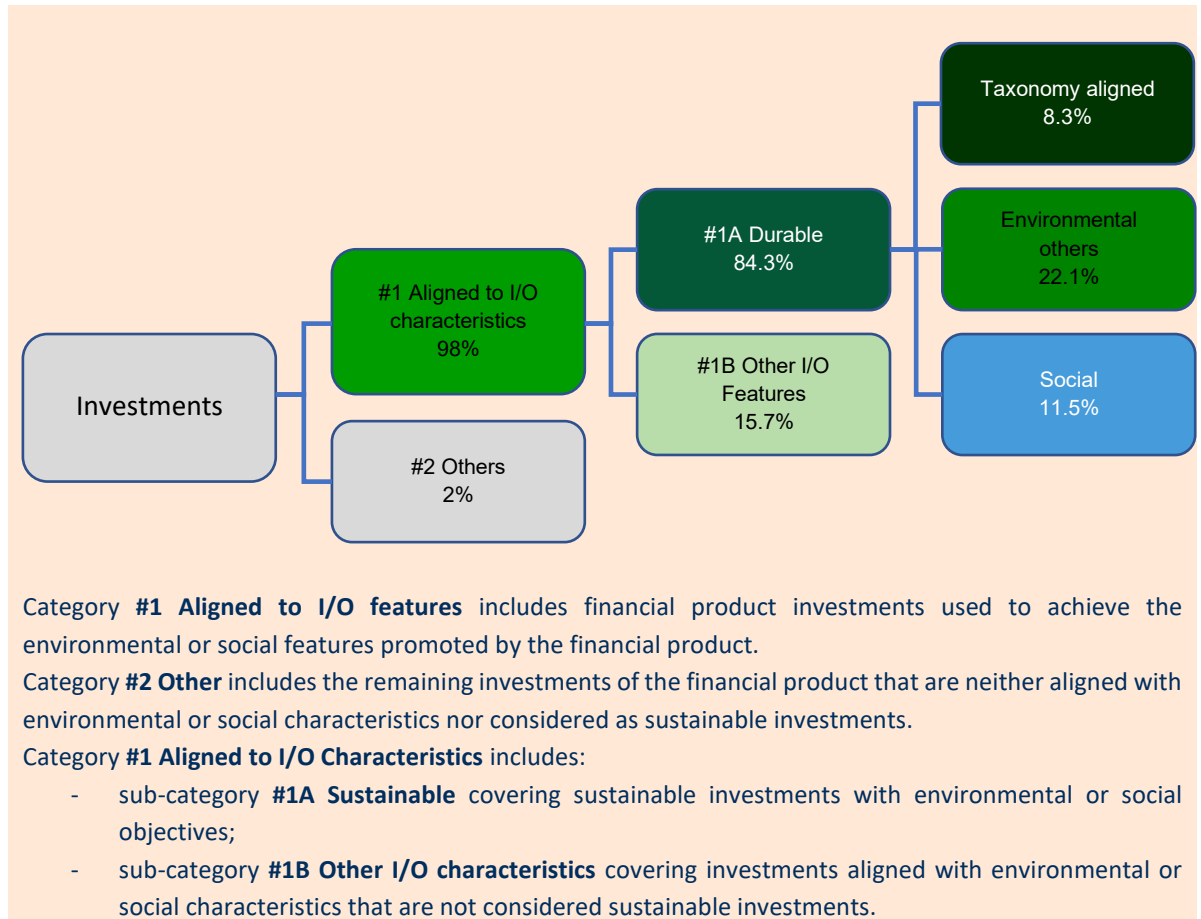 Taxonomy aligned
8.3%
#1A Durable
84.3%
Environmental
others
22.1%
#1 Aligned to I/O
characteristics
98%
Investments
#1B Other I/O
Features
15.7%
Social
11.5%
#2 Others
2%
Category #1 Aligned to I/O features includes financial product investments used to achieve the
environmental or social features promoted by the financial product.
Category #2 Other includes the remaining investments of the financial product that are neither aligned with
environmental or social characteristics nor considered as sustainable investments.
Category #1 Aligned to I/O Characteristics includes:
- sub-category #1A Sustainable covering sustainable investments with environmental or social
objectives;
- sub-category #1B Other I/O characteristics covering investments aligned with environmental or
social characteristics that are not considered sustainable investments.